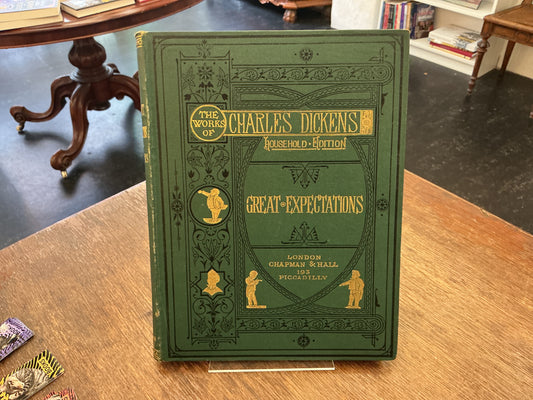 THE
WORKS
OF
CHARLES DICKENS
HOUSEHOLD · EDITION
GREAT · EXPECTATIONS
LONDON
CHAPMAN & HALL
193
PICCADILLY